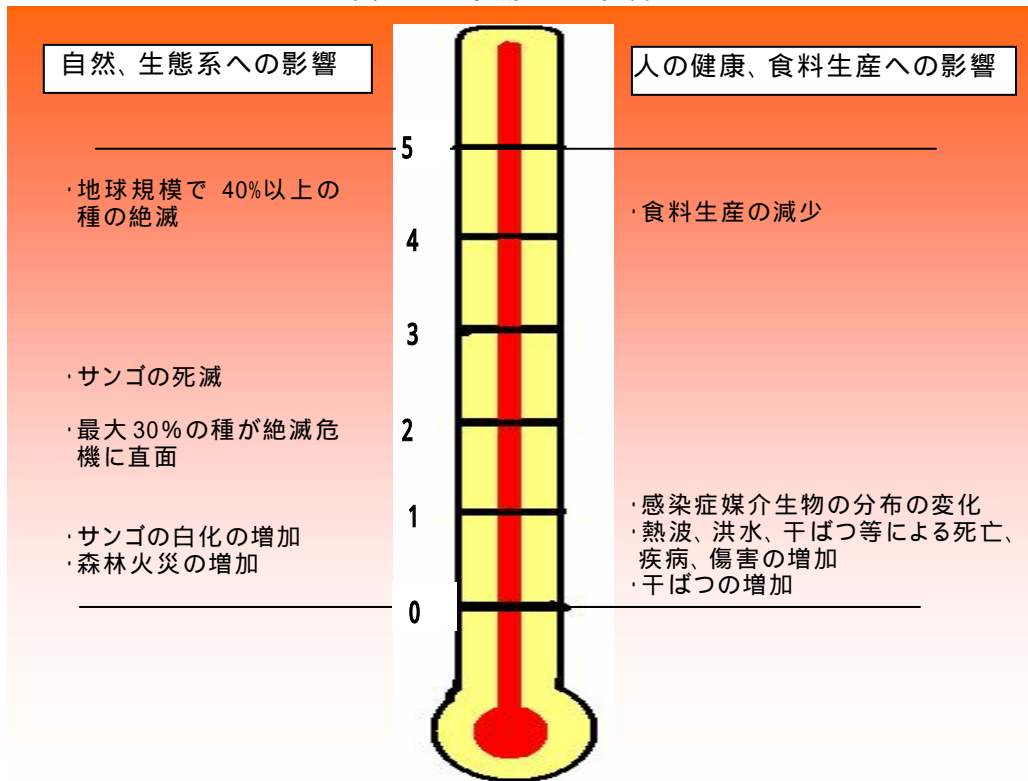 自然、生態系への影響
人の健康、食料生産への影響
5
・地球規模で 40%以上の
種の絶滅
・食料生産の減少
4
3
・サンゴの死滅
・最大30%の種が絶滅危
機に直面
2
1
・サンゴの白化の増加
・森林火災の増加
・感染症媒介生物の分布の変化
・熱波、洪水、干ばつ等による死亡、
疾病、傷害の増加
・干ばつの増加
0